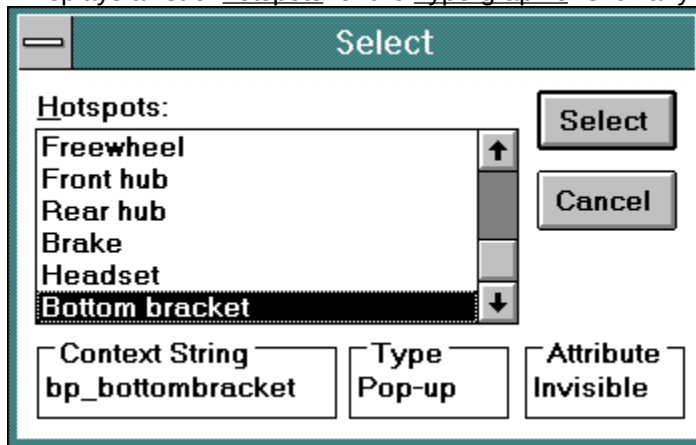 Select
Hotspots:
Freewheel
Front hub
Rear hub
Brake
Headset
Bottom bracket
Select
Cancel
Context String
bp_bottombracket
Type
Pop-up
Attribute
Invisible